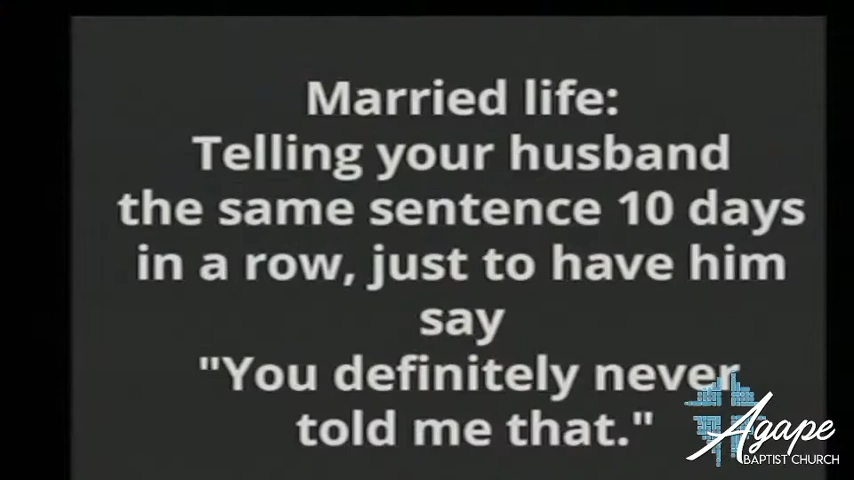 Married life:
Telling your husband
the same sentence 10 days
in a row, just to have him
say
"You definitely never
told me that."
Agape
BAPTIST CHURCH